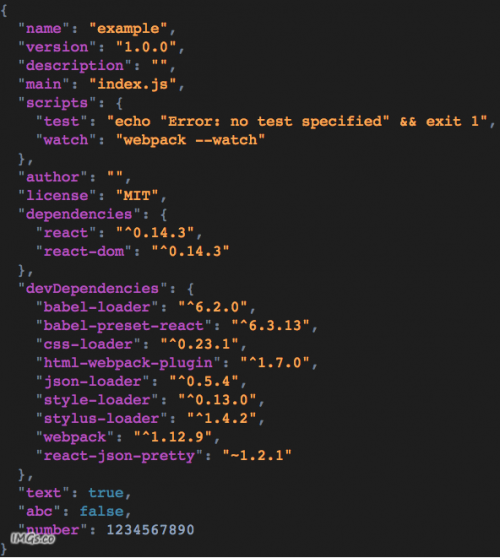 {
"name": "example",
"version": "1.0.0",
"description": "",
"main": "index.js",
"scripts": {
"test": "echo "Error: no test specified" && exit 1",
"watch": "webpack --watch"
},
"author": "",
"license": "MIT",
"dependencies": {
"react": "^0.14.3",
"react-dom": "^0.14.3"
},
"devDependencies": {
"babel-loader": "^6.2.0",
"babel-preset-react": "^6.3.13",
"css-loader": "^0.23.1",
"html-webpack-plugin": "^1.7.0",
"json-loader": "^0.5.4",
"style-loader": "^0.13.0",
"stylus-loader": "^1.4.2",
"webpack": "^1.12.9",
"react-json-pretty": "~1.2.1"
},
"text": true,
"abc": false,
"number": 1234567890
IMGs.co
}